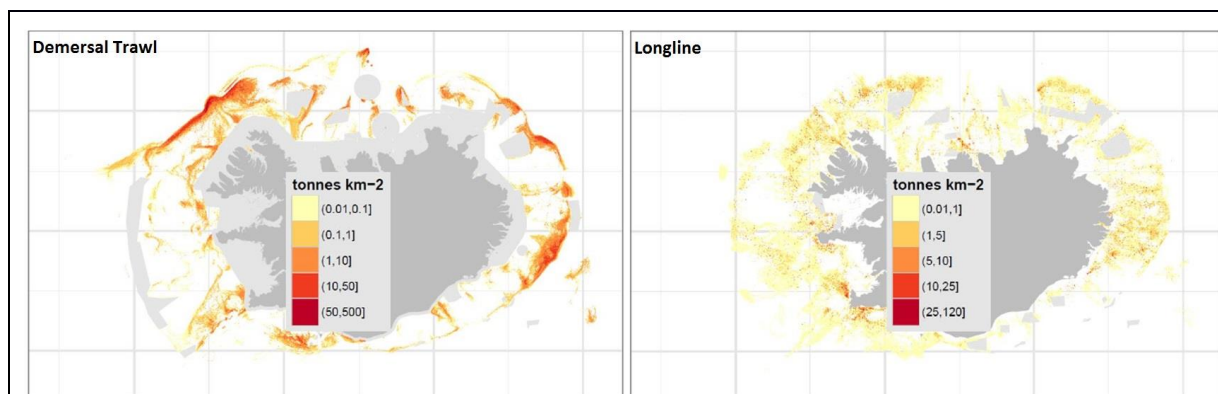 Demersal Trawl
tonnes km−2
(0.01,0.1]
(0.1,1]
(1,10]
(10,50]
(50,500]
Longline
tonnes km−2
(0.01,1]
(1,5]
(5,10]
(10,25]
(25,120]